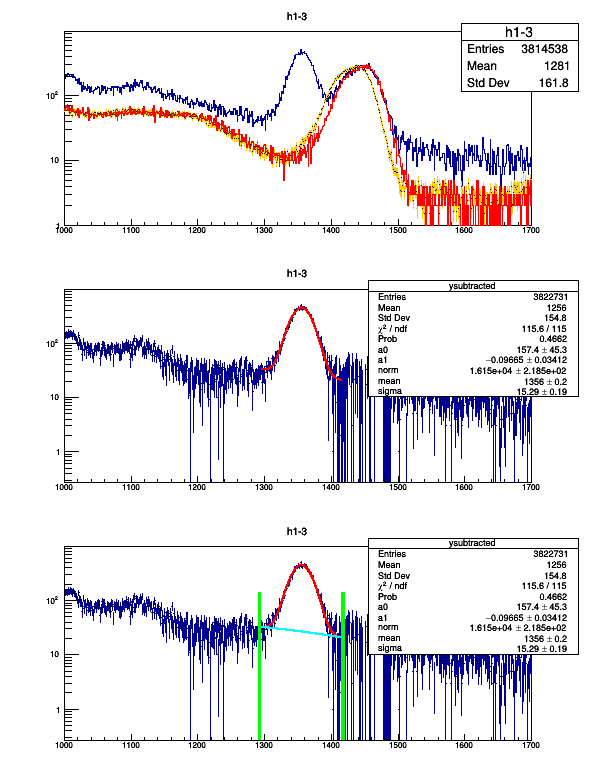 h1-3
h1-3
Entries 3814538
Mean 1281
Std Dev 161.8
10²
10
1
1000 1100 1200 1300 1400 1500 1600 1700
h1-3
ysubtracted
Entries 3822731
Mean 1256
Std Dev 154.8
χ² / ndf 115.6 / 115
Prob 0.4662
a0 157.4 ± 45.3
a1 −0.09665 ± 0.03412
norm 1.615e+04 ± 2.185e+02
mean 1356 ± 0.2
sigma 15.29 ± 0.19
10²
10
1
1000 1100 1200 1300 1400 1500 1600 1700
h1-3
ysubtracted
Entries 3822731
Mean 1256
Std Dev 154.8
χ² / ndf 115.6 / 115
Prob 0.4662
a0 157.4 ± 45.3
a1 −0.09665 ± 0.03412
norm 1.615e+04 ± 2.185e+02
mean 1356 ± 0.2
sigma 15.29 ± 0.19
10²
10
1
1000 1100 1200 1300 1400 1500 1600 1700